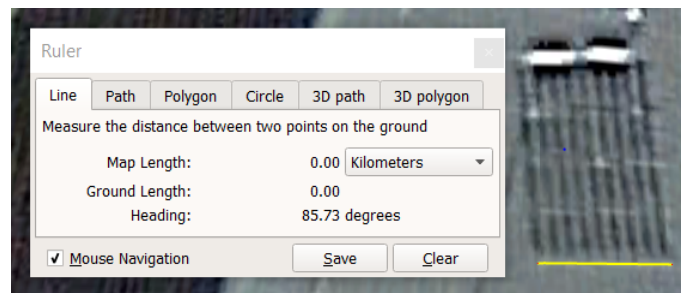 Ruler
Line Path Polygon Circle 3D path 3D polygon
Measure the distance between two points on the ground
Map Length: 0.00 Kilometers
Ground Length: 0.00
Heading: 85.73 degrees
Mouse Navigation Save Clear